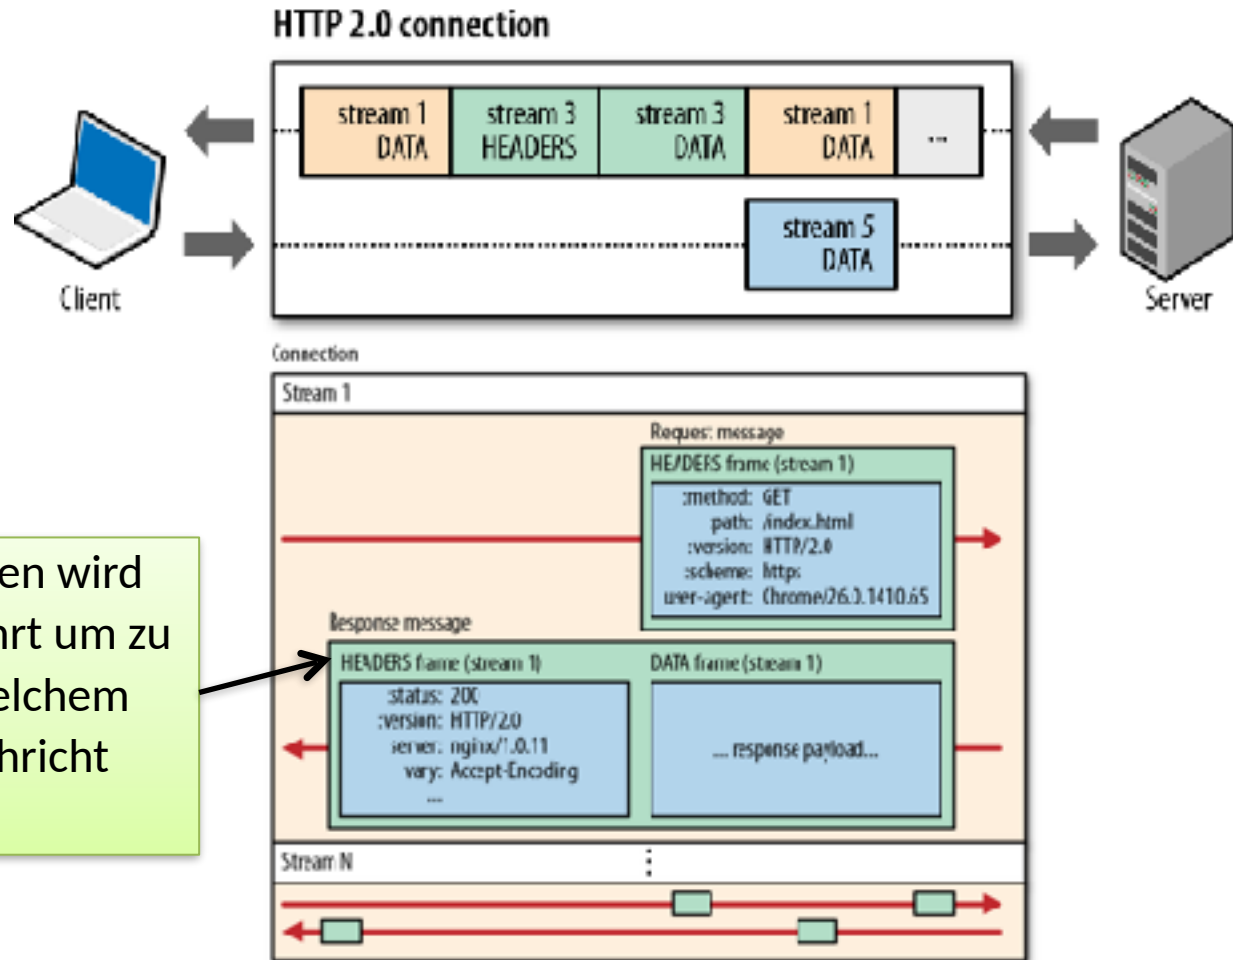 HTTP 2.0 connection
stream 1
DATA
stream 3
HEADERS
stream 3
DATA
stream 1
DATA
...
stream 5
DATA
Client
Server
Connection
Stream 1
Request message
HEADERS frame (stream 1)
:method: GET
path: /index.html
:version: HTTP/2.0
:scheme: https
user-agent: Chrome/26.0.1410.65
en wird
hrt um zu
elchem
hricht
Response message
HEADERS frame (stream 1)
:status: 200
:version: HTTP/2.0
server: nginx/1.0.11
vary: Accept-Encoding
...
DATA frame (stream 1)
... response payload...
Stream N